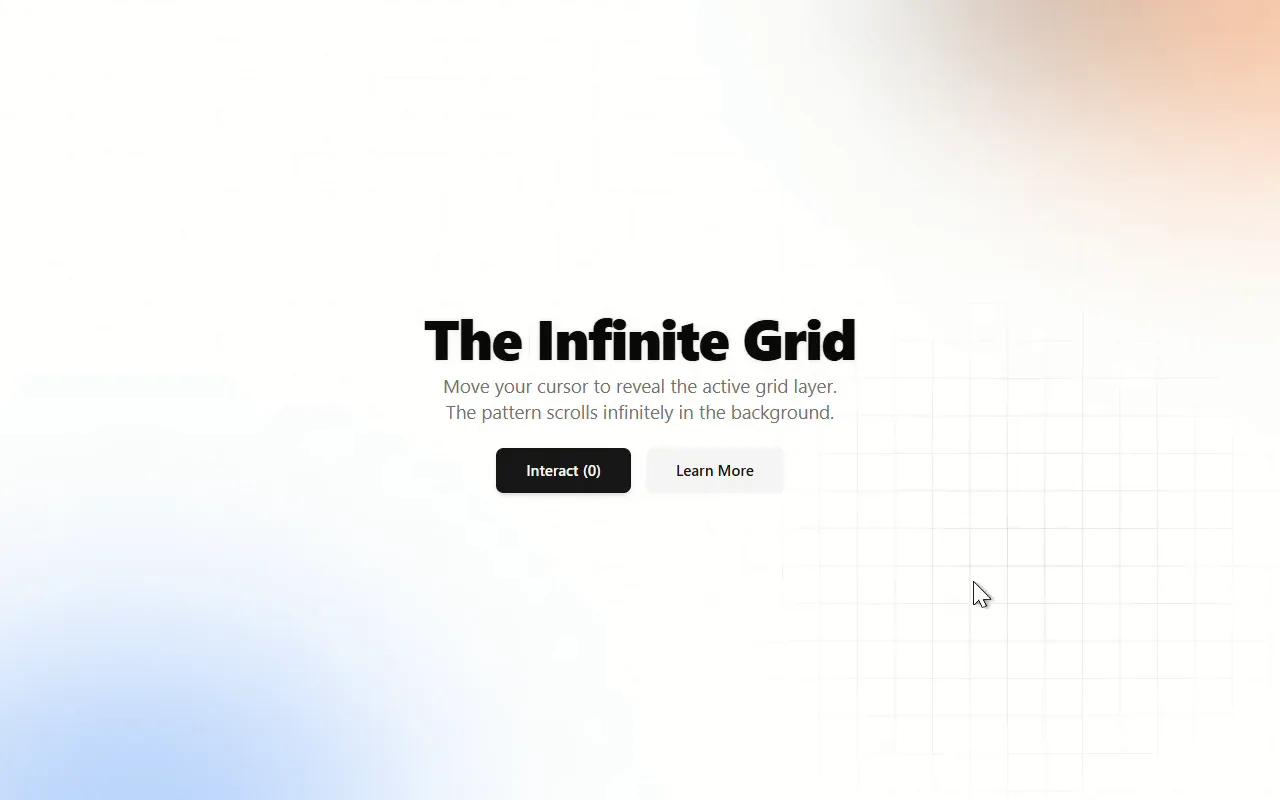 The Infinite Grid
Move your cursor to reveal the active grid layer.
The pattern scrolls infinitely in the background.
Interact (0)
Learn More